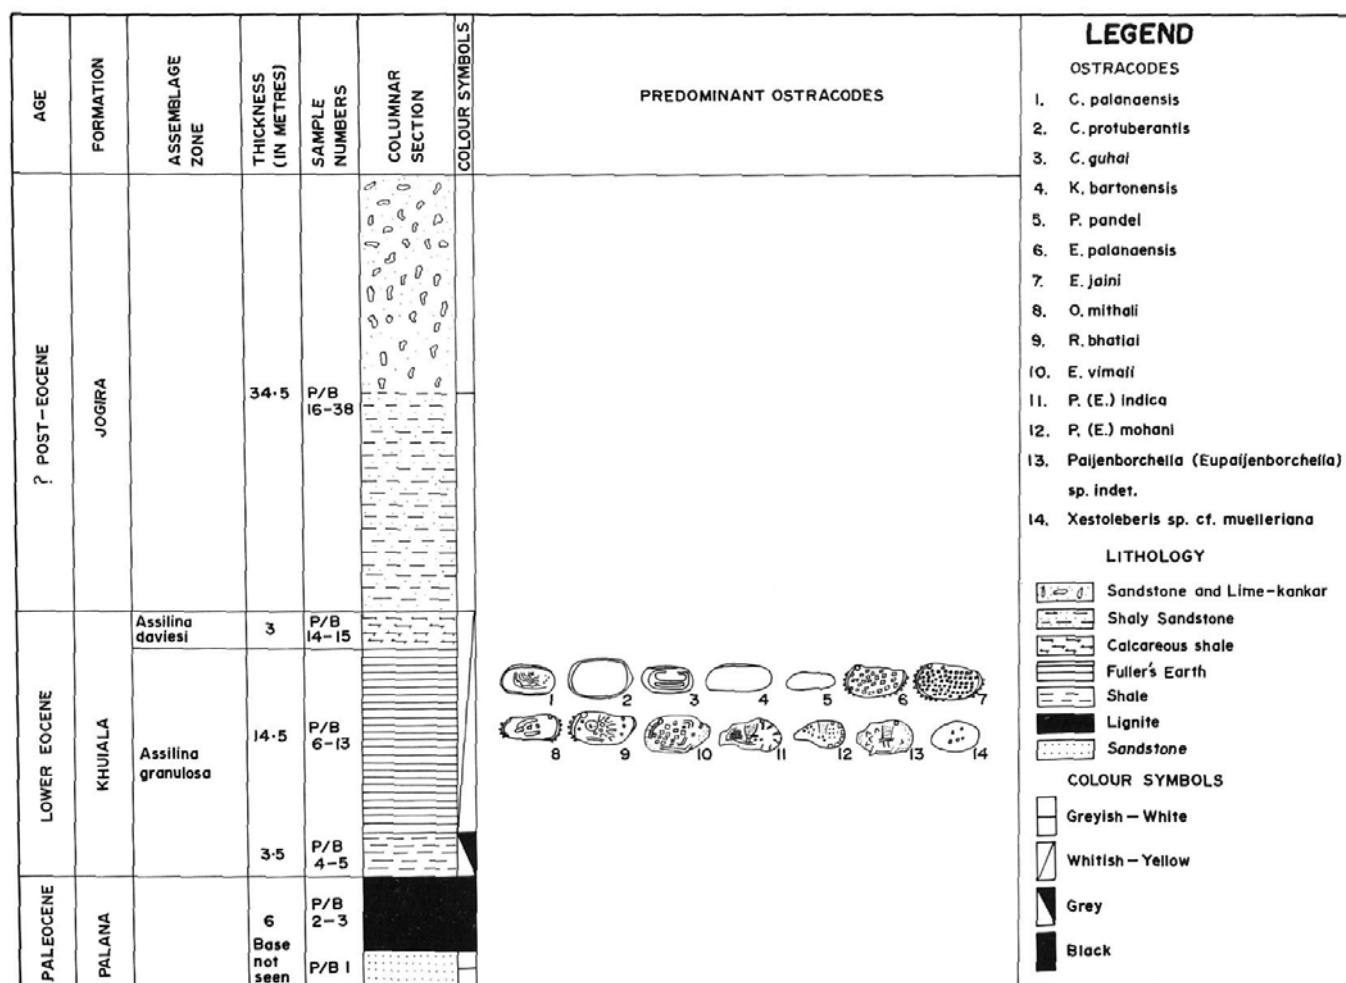 AGE
FORMATION
ASSEMBLAGE
ZONE
THICKNESS
(IN METRES)
SAMPLE
NUMBERS
COLUMNAR
SECTION
COLOUR SYMBOLS
PREDOMINANT OSTRACODES
? POST-EOCENE
JOGIRA
34·5
P/B
16-38
LOWER EOCENE
KHUIALA
Assilina
daviesi
3
P/B
14-15
Assilina
granulosa
14·5
P/B
6-13
3·5
P/B
4-5
1 2 3 4 5 6 7
8 9 10 11 12 13 14
PALEOCENE
PALANA
6
Base
not
seen
P/B
2-3
P/B 1
LEGEND
OSTRACODES
1. C. palanaensis
2. C. protuberantis
3. C. guhai
4. K. bartonensis
5. P. pandei
6. E. palanaensis
7. E. jaini
8. O. mithali
9. R. bhatiai
10. E. vimali
11. P. (E.) indica
12. P. (E.) mohani
13. Paijenborchella (Eupaijenborchella)
sp. indet.
14. Xestoleberis sp. cf. muelleriana
LITHOLOGY
Sandstone and Lime-kankar
Shaly Sandstone
Calcareous shale
Fuller's Earth
Shale
Lignite
Sandstone
COLOUR SYMBOLS
Greyish-White
Whitish-Yellow
Grey
Black